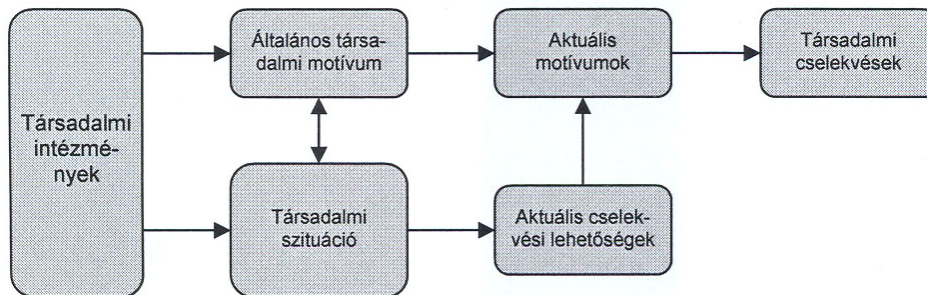 Társadalmi
intézmé-
nyek
Általános társa-
dalmi motívum
Aktuális
motívumok
Társadalmi
cselekvések
Társadalmi
szituáció
Aktuális cselek-
vési lehetőségek